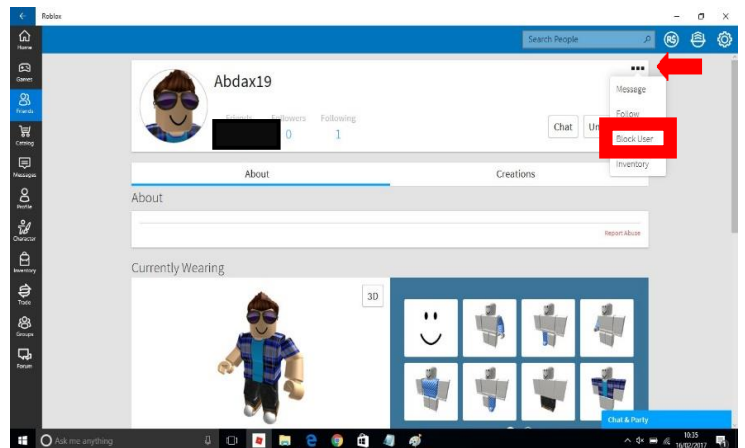 Roblox
Search People
R$
Home
Games
Friends
Catalog
Messages
Profile
Character
Inventory
Trade
Groups
Forum
Abdax19
Friends Followers Following
0 1
Chat Un
Message
Follow
Block User
Inventory
About Creations
About
Report Abuse
Currently Wearing
3D
Chat & Party
Ask me anything
10:35
16/02/2017